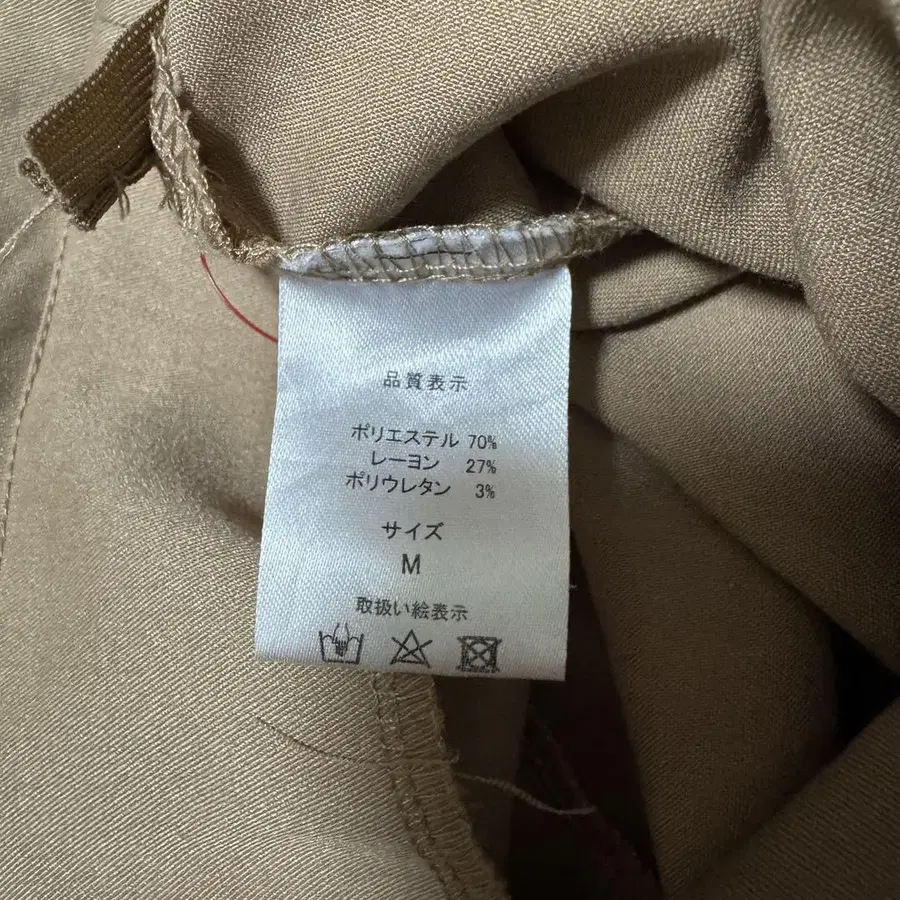 品質表示
ポリエステル 70%
レーヨン 27%
ポリウレタン 3%
サイズ
M
取扱い絵表示